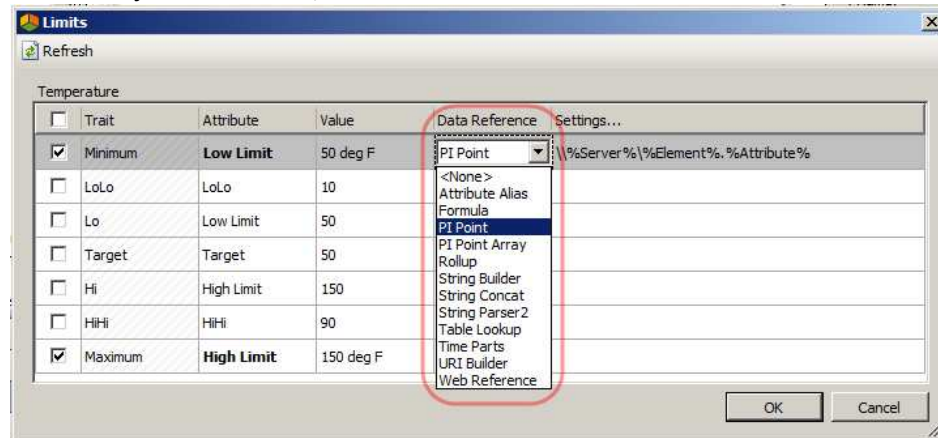 Limits
Refresh
Temperature
Trait Attribute Value Data Reference Settings...
Minimum Low Limit 50 deg F PI Point \\%Server%\%Element%.%Attribute%
LoLo LoLo 10
Lo Low Limit 50
Target Target 50
Hi High Limit 150
HiHi HiHi 90
Maximum High Limit 150 deg F
<None>
Attribute Alias
Formula
PI Point
PI Point Array
Rollup
String Builder
String Concat
String Parser2
Table Lookup
Time Parts
URI Builder
Web Reference
OK Cancel